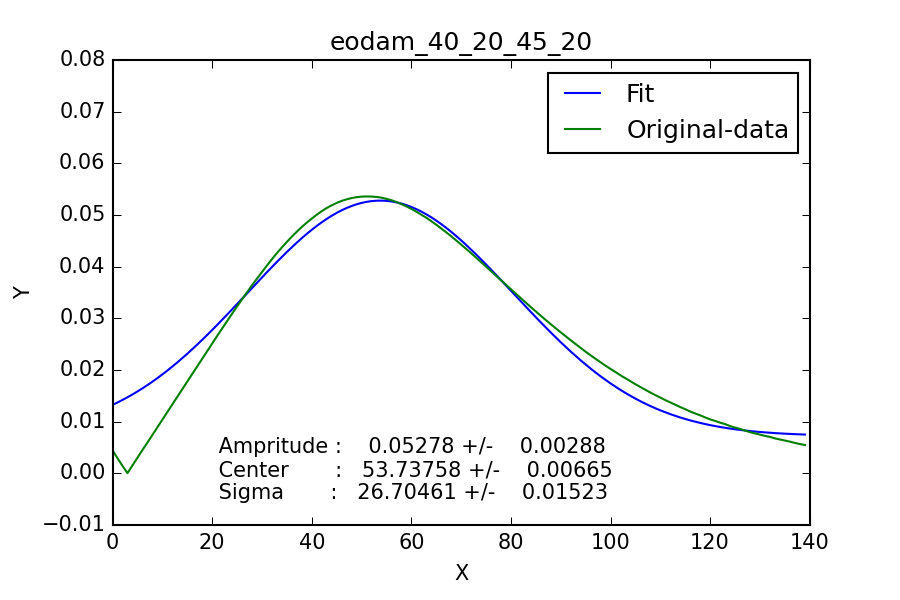 eodam_40_20_45_20
0.08
0.07
0.06
0.05
0.04
0.03
0.02
0.01
0.00
−0.01
Y
Fit
Original-data
Ampritude : 0.05278 +/- 0.00288
Center : 53.73758 +/- 0.00665
Sigma : 26.70461 +/- 0.01523
0 20 40 60 80 100 120 140
X